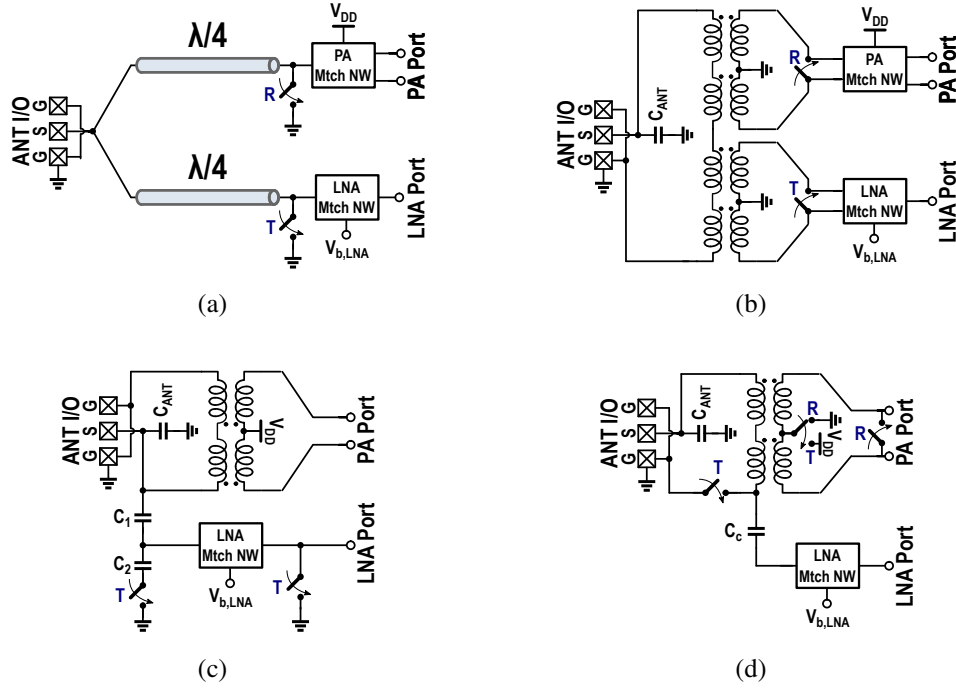 λ/4
V_DD
PA
Mtch NW
PA Port
R
ANT I/O
G
S
G
λ/4
LNA
Mtch NW
LNA Port
T
V_b,LNA
(a)
V_DD
R
PA
Mtch NW
PA Port
ANT I/O
G
S
G
C_ANT
T
LNA
Mtch NW
LNA Port
V_b,LNA
(b)
ANT I/O
G
S
G
C_ANT
V_DD
PA Port
C_1
C_2
T
LNA
Mtch NW
V_b,LNA
T
LNA Port
(c)
ANT I/O
G
S
G
C_ANT
R
V_DD
T
R
PA Port
T
C_c
LNA
Mtch NW
V_b,LNA
LNA Port
(d)